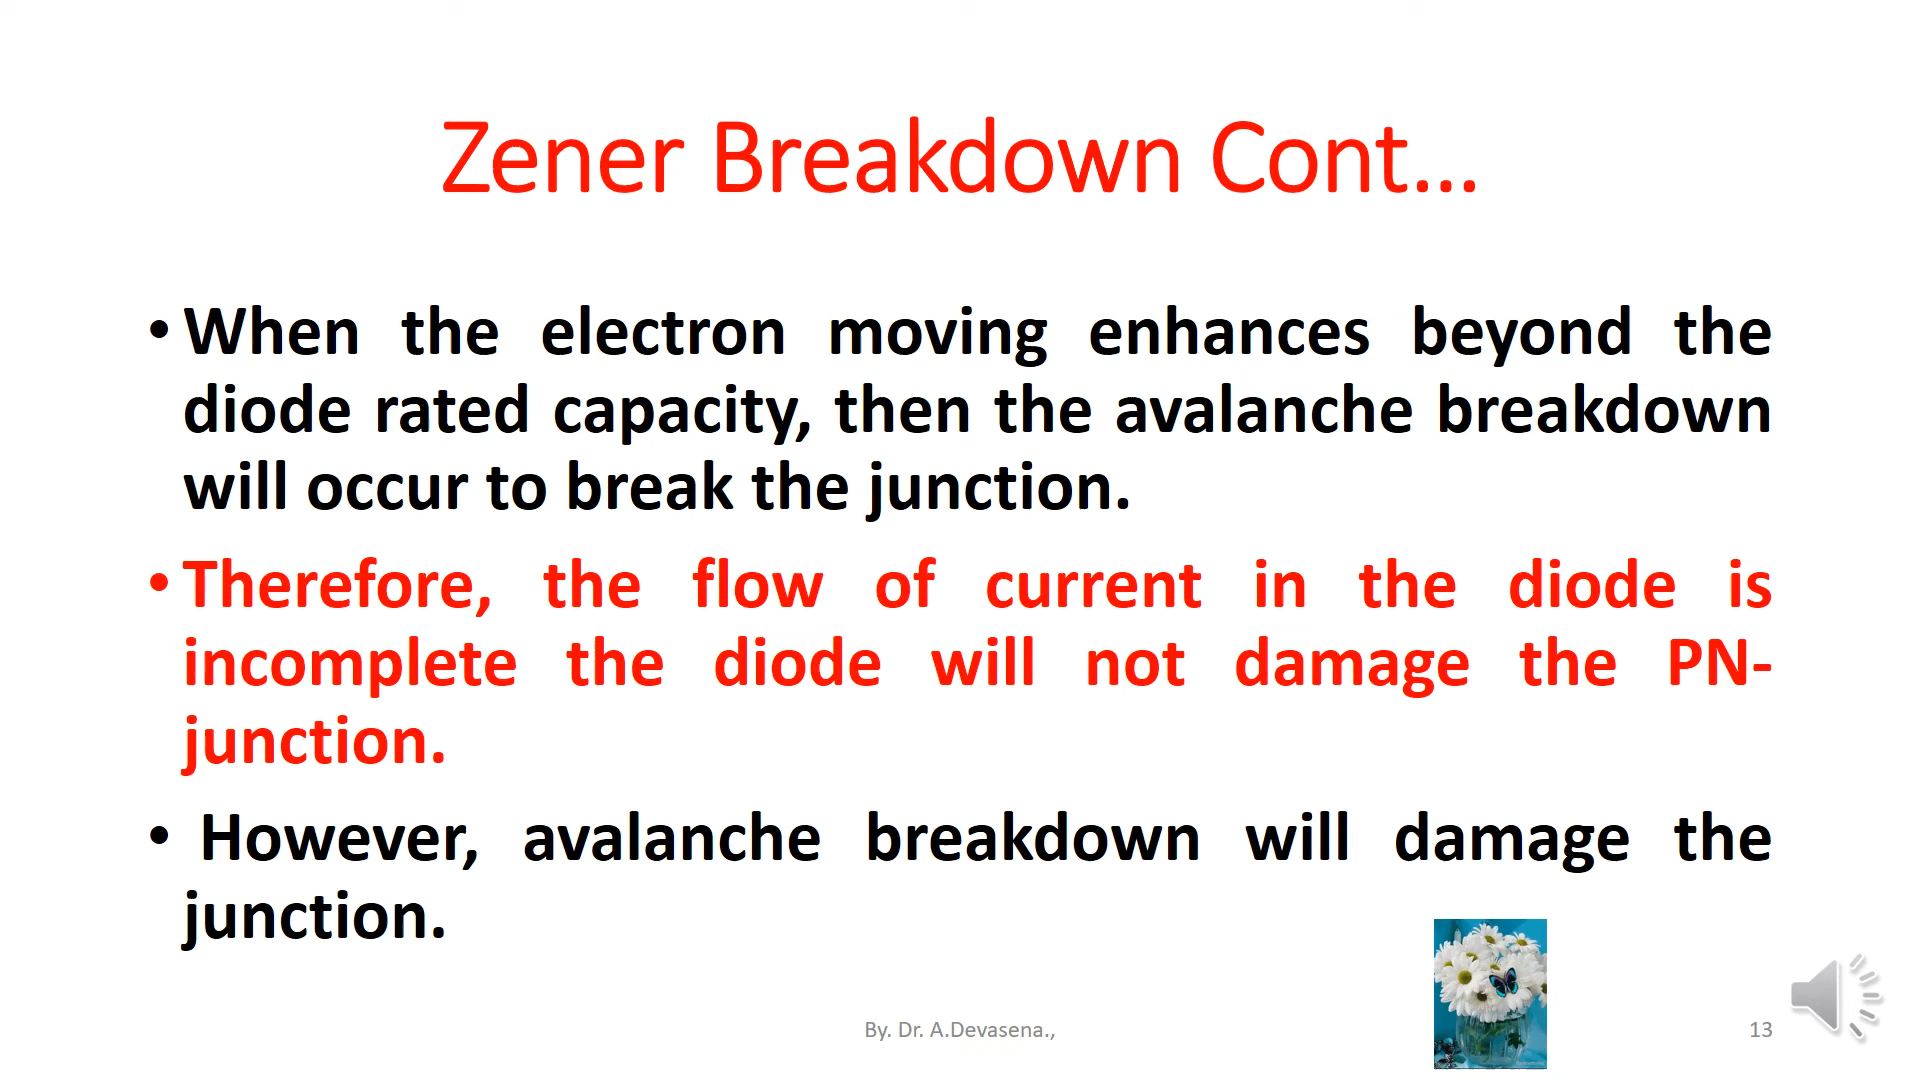 Zener Breakdown Cont…
• When the electron moving enhances beyond the
diode rated capacity, then the avalanche breakdown
will occur to break the junction.
• Therefore, the flow of current in the diode is
incomplete the diode will not damage the PN-
junction.
• However, avalanche breakdown will damage the
junction.
By. Dr. A.Devasena.,
13